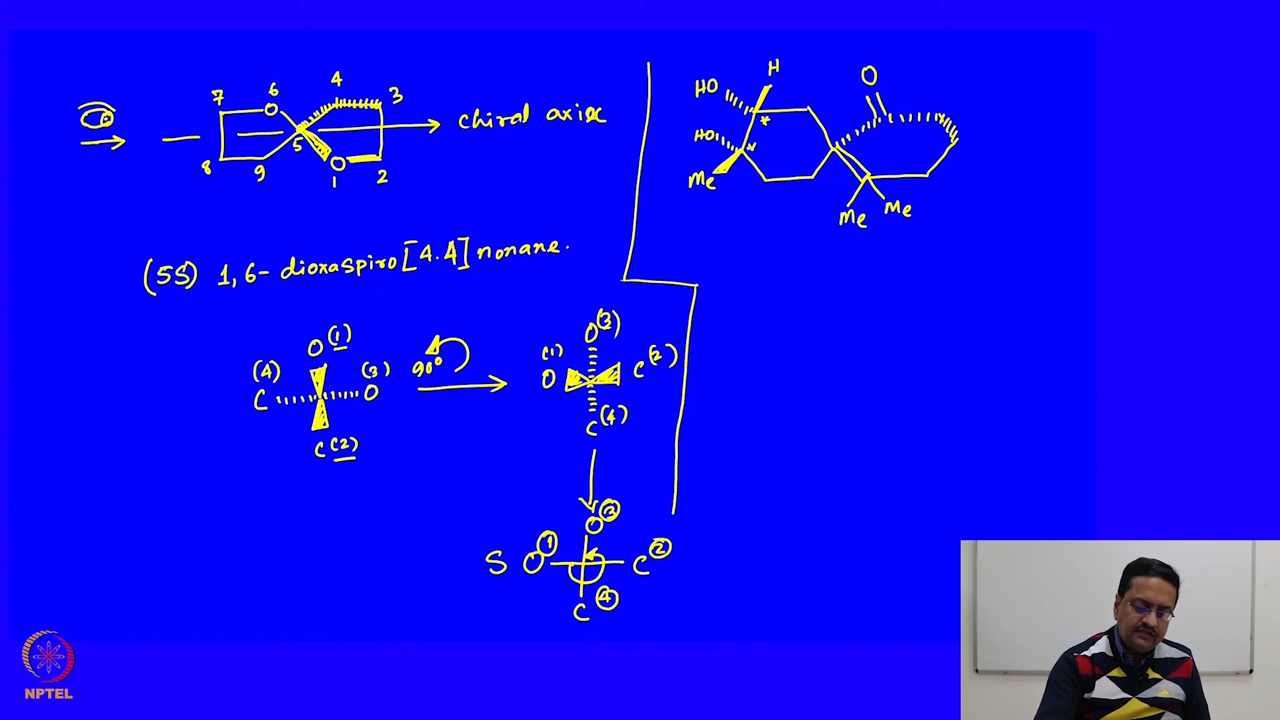 7 6 4 3
O
5
8 9 O 2
1
chiral axis
(5S) 1,6-dioxaspiro[4.4]nonane.
O (1)
(4) C (3) O
C (2)
90°
O (3)
(1) O C (2)
C (4)
O ③
S O ① C ②
C ④
H
HO O
*
HO *
Me
Me Me
NPTEL